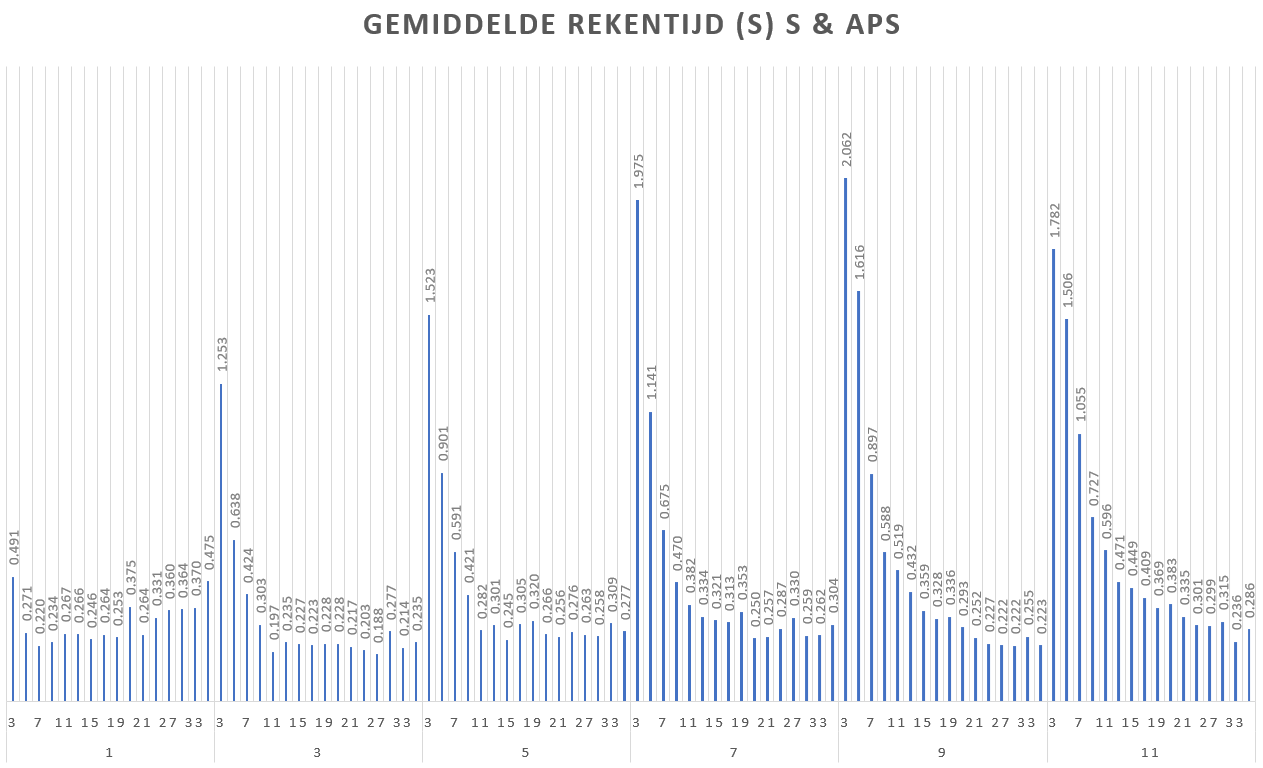 GEMIDDELDE REKENTIJD (S) S & APS
0.491 0.271 0.220 0.234 0.267 0.266 0.246 0.264 0.253 0.375 0.264 0.331 0.360 0.364 0.370 0.475
1.253 0.638 0.424 0.303 0.197 0.235 0.227 0.223 0.228 0.228 0.217 0.203 0.188 0.277 0.214 0.235
1.523 0.901 0.591 0.421 0.282 0.301 0.245 0.305 0.320 0.266 0.256 0.276 0.263 0.258 0.309 0.277
1.975 1.141 0.675 0.470 0.382 0.334 0.321 0.313 0.353 0.250 0.257 0.287 0.330 0.259 0.262 0.304
2.062 1.616 0.897 0.588 0.519 0.432 0.359 0.328 0.336 0.293 0.252 0.227 0.222 0.222 0.255 0.223
1.782 1.506 1.055 0.727 0.596 0.471 0.449 0.409 0.369 0.383 0.335 0.301 0.299 0.315 0.236 0.286
3 7 11 15 19 21 27 33 3 7 11 15 19 21 27 33 3 7 11 15 19 21 27 33 3 7 11 15 19 21 27 33 3 7 11 15 19 21 27 33 3 7 11 15 19 21 27 33
1 3 5 7 9 11